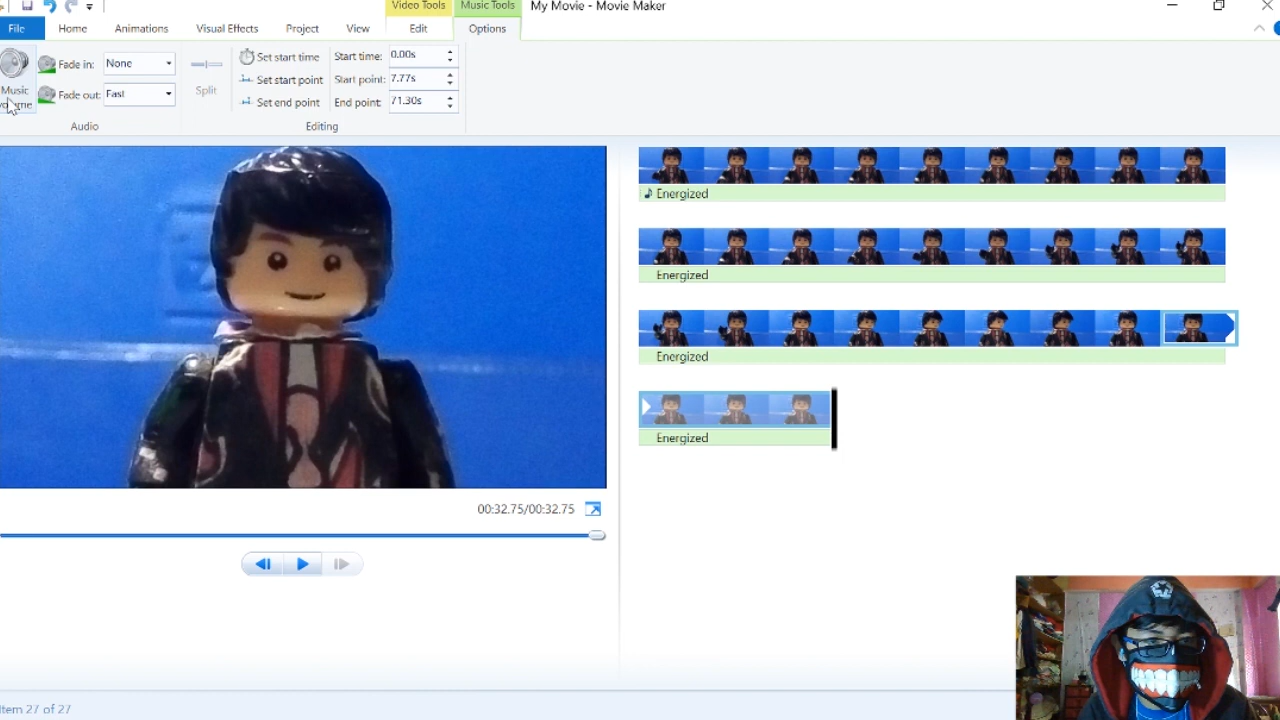 Video Tools Music Tools My Movie - Movie Maker
File Home Animations Visual Effects Project View Edit Options
Music
Fade in: None
Fade out: Fast
Audio
Split
Set start time
Set start point
Set end point
Start time: 0.00s
Start point: 7.77s
End point: 71.30s
Editing
Energized
Energized
Energized
Energized
00:32.75/00:32.75
Item 27 of 27